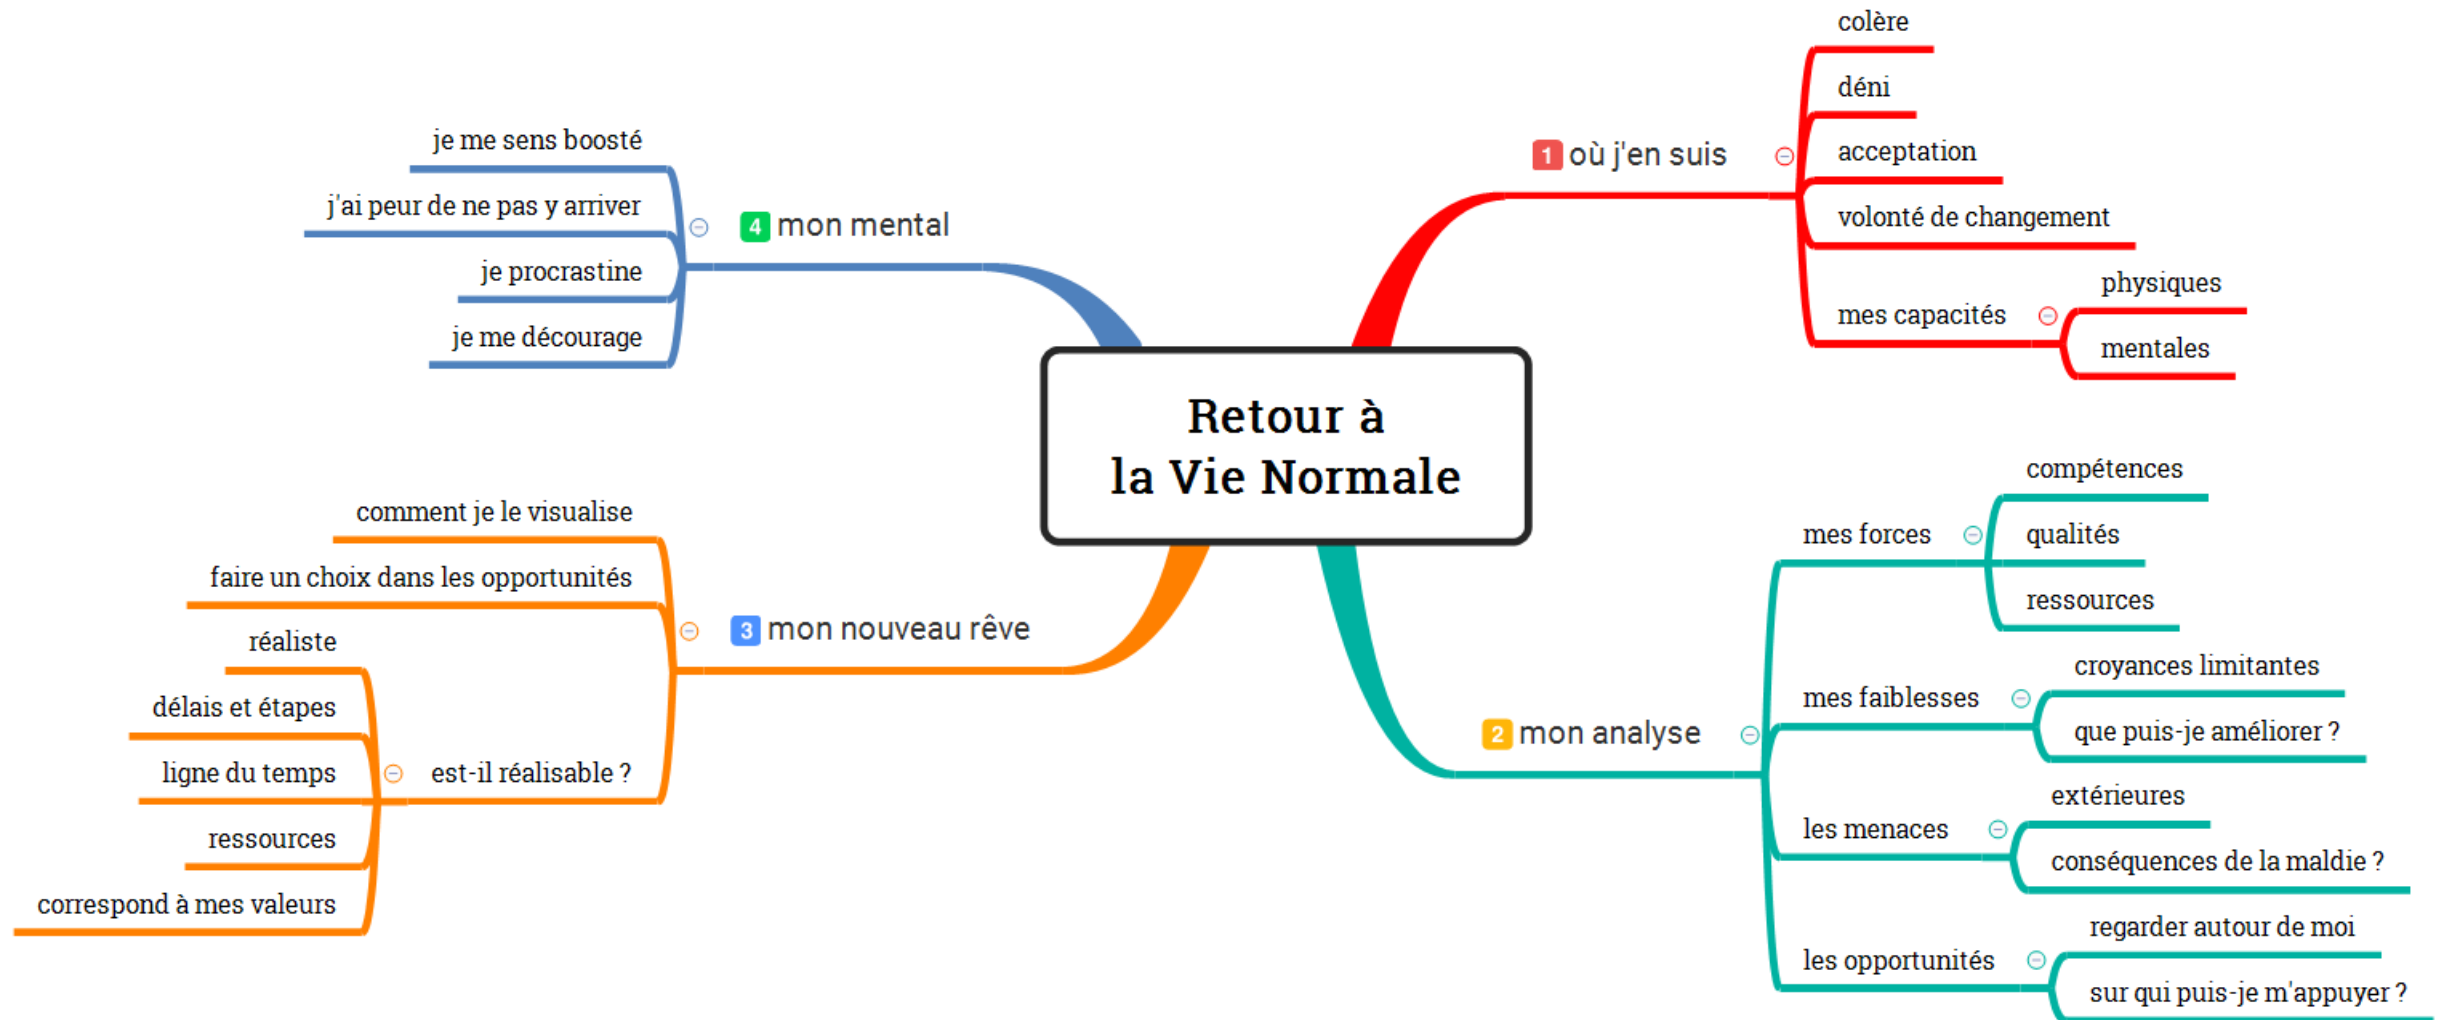 Retour à
la Vie Normale
1 où j'en suis
colère
déni
acceptation
volonté de changement
mes capacités
physiques
mentales
2 mon analyse
mes forces
compétences
qualités
ressources
mes faiblesses
croyances limitantes
que puis-je améliorer ?
les menaces
extérieures
conséquences de la maldie ?
les opportunités
regarder autour de moi
sur qui puis-je m'appuyer ?
3 mon nouveau rêve
comment je le visualise
faire un choix dans les opportunités
est-il réalisable ?
réaliste
délais et étapes
ligne du temps
ressources
correspond à mes valeurs
4 mon mental
je me sens boosté
j'ai peur de ne pas y arriver
je procrastine
je me décourage